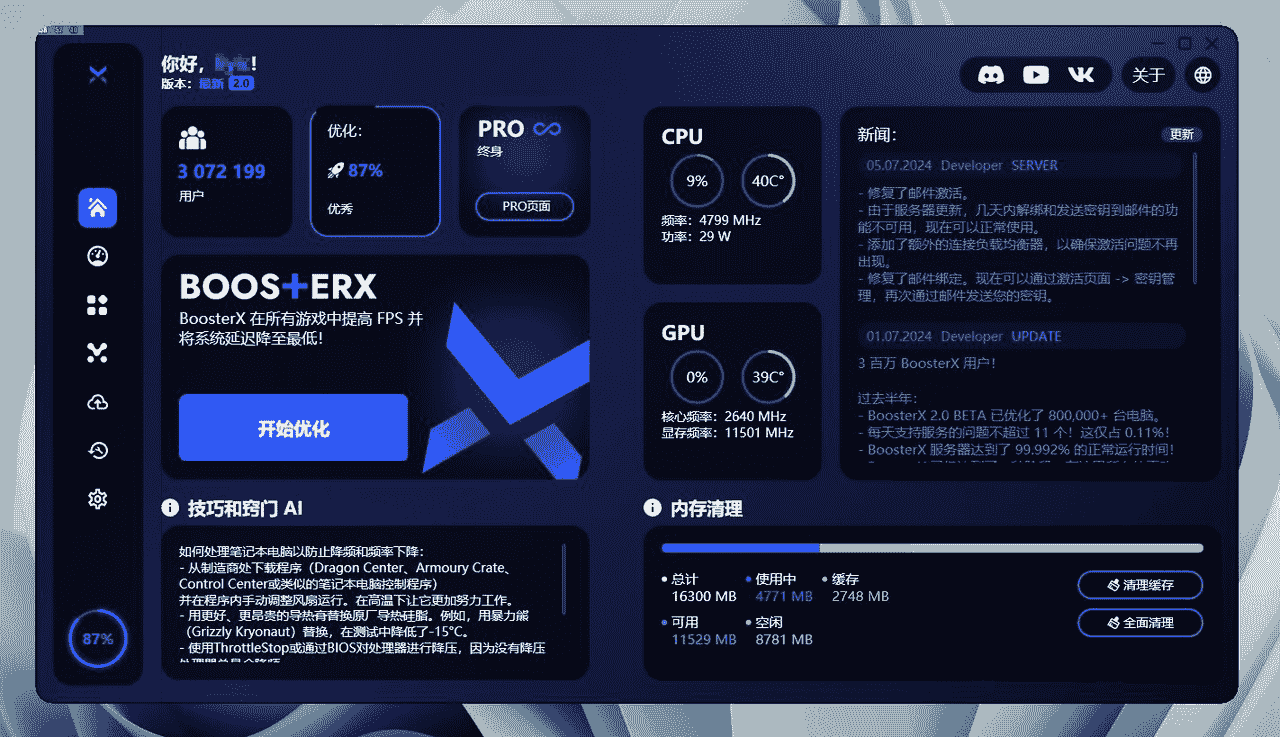 你好，
!
版本：最新 2.0
关于
3 072 199
用户
优化：
87%
优秀
PRO
终身
PRO页面
BOOSTERX
BoosterX 在所有游戏中提高 FPS 并
将系统延迟降至最低！
开始优化
CPU
9%
40C°
频率：4799 MHz
功率：29 W
GPU
0%
39C°
核心频率：2640 MHz
显存频率：11501 MHz
新闻：
更新
05.07.2024 Developer SERVER
- 修复了邮件激活。
- 由于服务器更新，几天内解绑和发送密钥到邮件的功
能不可用，现在可以正常使用。
- 添加了额外的连接负载均衡器，以确保激活问题不再
出现。
- 修复了邮件绑定。现在可以通过激活页面 -> 密钥管
理，再次通过邮件发送您的密钥。
01.07.2024 Developer UPDATE
3 百万 BoosterX 用户！
过去半年：
- BoosterX 2.0 BETA 已优化了 800,000+ 台电脑。
- 每天支持服务的问题不超过 11 个！这仅占 0.11%！
- BoosterX 服务器达到了 99.992% 的正常运行时间！
技巧和窍门 AI
如何处理笔记本电脑以防止降频和频率下降：
- 从制造商处下载程序（Dragon Center、Armoury Crate、
Control Center或类似的笔记本电脑控制程序）
并在程序内手动调整风扇运行。在高温下让它更加努力工作。
- 用更好、更昂贵的导热膏替换原厂导热硅脂。例如，用暴力熊
（Grizzly Kryonaut）替换，在测试中降低了-15°C。
- 使用ThrottleStop或通过BIOS对处理器进行降压，因为没有降压
内存清理
总计
16300 MB
使用中
4771 MB
缓存
2748 MB
可用
11529 MB
空闲
8781 MB
清理缓存
全面清理
87%